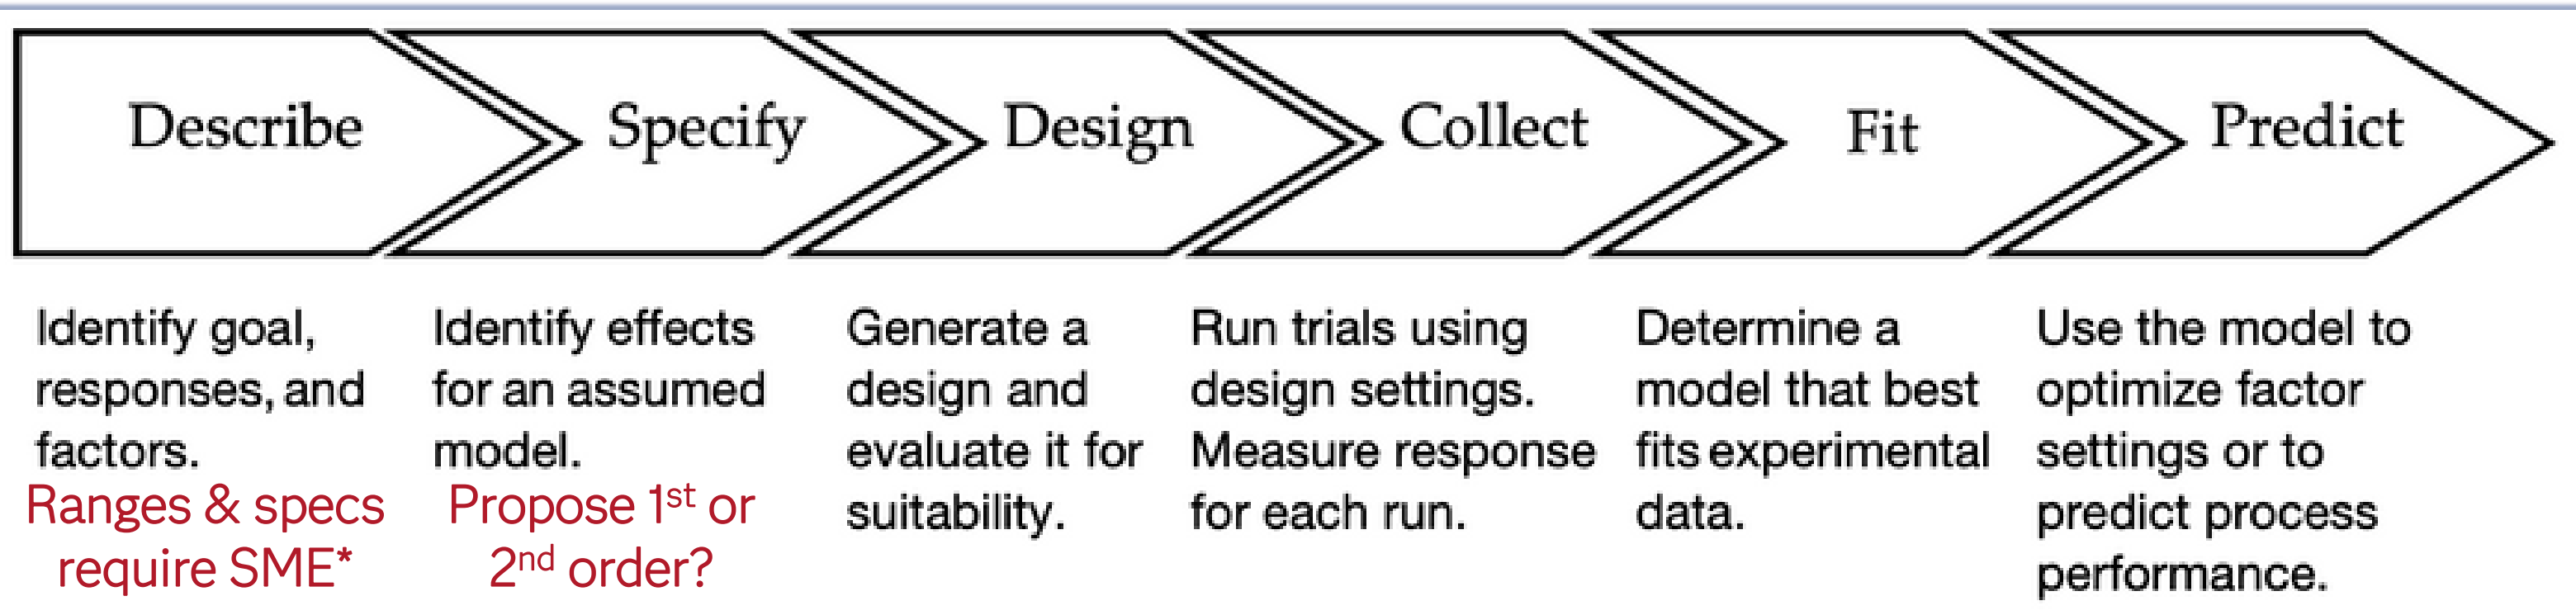 Describe
Specify
Design
Collect
Fit
Predict
Identify goal,
responses, and
factors.
Ranges & specs
require SME*
Identify effects
for an assumed
model.
Propose 1st or
2nd order?
Generate a
design and
evaluate it for
suitability.
Run trials using
design settings.
Measure response
for each run.
Determine a
model that best
fits experimental
data.
Use the model to
optimize factor
settings or to
predict process
performance.